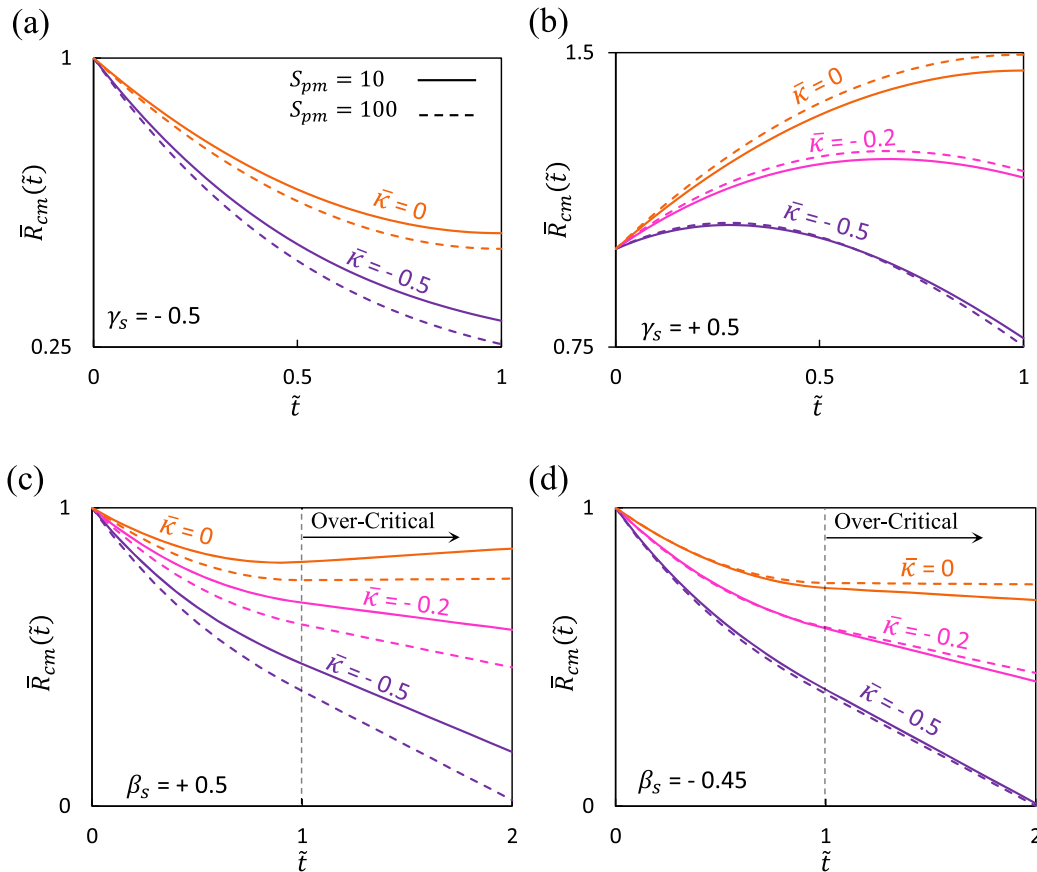 (a)
1
S_pm = 10
S_pm = 100
R̅_cm(t̃)
κ̅ = 0
κ̅ = - 0.5
γ_s = - 0.5
0.25
0
0.5
1
t̃
(b)
1.5
κ̅ = 0
κ̅ = - 0.2
R̅_cm(t̃)
κ̅ = - 0.5
γ_s = + 0.5
0.75
0
0.5
1
t̃
(c)
1
Over-Critical
κ̅ = 0
κ̅ = - 0.2
R̅_cm(t̃)
κ̅ = - 0.5
β_s = + 0.5
0
0
1
2
t̃
(d)
1
Over-Critical
κ̅ = 0
κ̅ = - 0.2
R̅_cm(t̃)
κ̅ = - 0.5
β_s = - 0.45
0
0
1
2
t̃